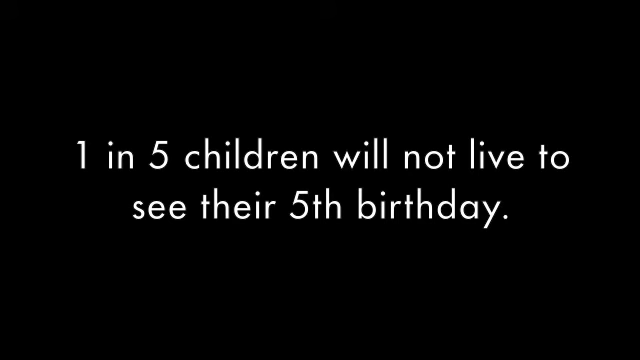 1 in 5 children will not live to
see their 5th birthday.